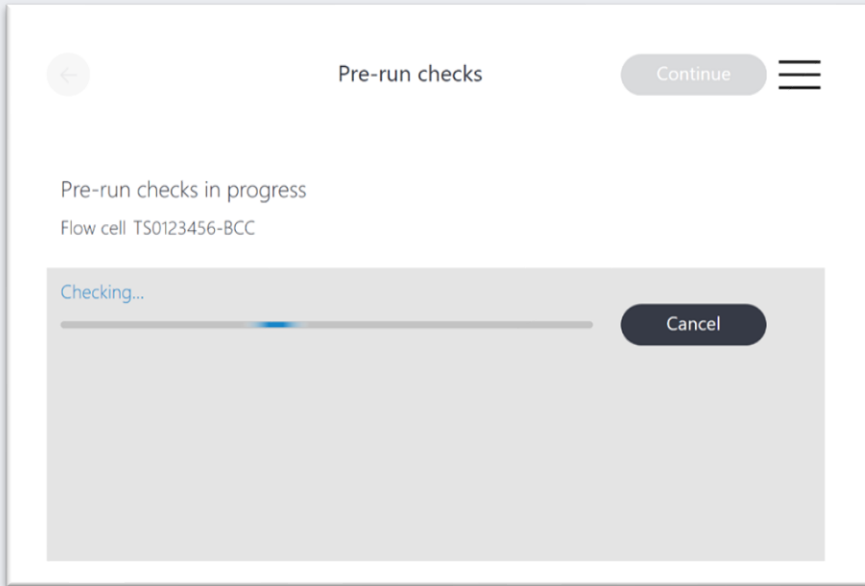 Pre-run checks
Continue
Pre-run checks in progress
Flow cell TS0123456-BCC
Checking...
Cancel